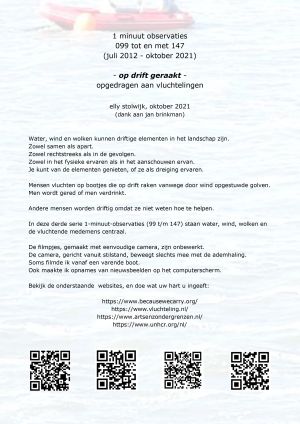 1 minuut observaties
099 tot en met 147
(juli 2012 - oktober 2021)
- op drift geraakt -
opgedragen aan vluchtelingen
elly stolwijk, oktober 2021
(dank aan jan brinkman)
Water, wind en wolken kunnen driftige elementen in het landschap zijn.
Zowel samen als apart.
Zowel rechtstreeks als in de gevolgen.
Zowel in het fysieke ervaren als in het aanschouwen ervan.
Je kunt van de elementen genieten, of ze als dreiging ervaren.
Mensen vluchten op bootjes die op drift raken vanwege door wind opgestuwde golven.
Men wordt gered of men verdrinkt.
Andere mensen worden driftig omdat ze niet weten hoe te helpen.
In deze derde serie 1-minuut-observaties (99 t/m 147) staan water, wind, wolken en
de vluchtende medemens centraal.
De filmpjes, gemaakt met eenvoudige camera, zijn onbewerkt.
De camera, gericht vanuit stilstand, beweegt slechts mee met de ademhaling.
Soms filmde ik vanaf een varende boot.
Ook maakte ik opnames van nieuwsbeelden op het computerscherm.
Bekijk de onderstaande websites, en doe wat uw hart u ingeeft:
https://www.becausewecarry.org/
https://www.vluchteling.nl/
https://www.artsenzondergrenzen.nl/
https://www.unhcr.org/nl/